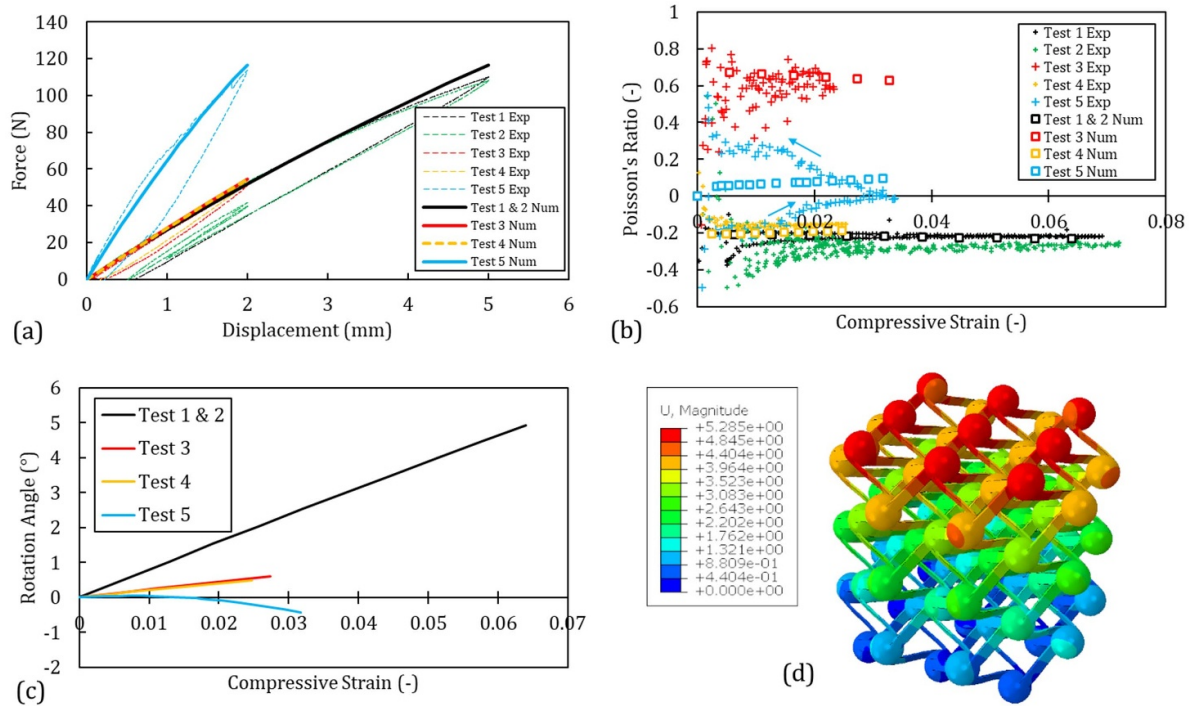 140
120
100
80
60
40
20
0
Force (N)
0 1 2 3 4 5 6
Displacement (mm)
Test 1 Exp
Test 2 Exp
Test 3 Exp
Test 4 Exp
Test 5 Exp
Test 1 & 2 Num
Test 3 Num
Test 4 Num
Test 5 Num
(a)
1
0.8
0.6
0.4
0.2
0
-0.2
-0.4
-0.6
Poisson's Ratio (-)
0 0.02 0.04 0.06 0.08
Compressive Strain (-)
Test 1 Exp
Test 2 Exp
Test 3 Exp
Test 4 Exp
Test 5 Exp
Test 1 & 2 Num
Test 3 Num
Test 4 Num
Test 5 Num
(b)
6
5
4
3
2
1
0
-1
-2
Rotation Angle (°)
0 0.01 0.02 0.03 0.04 0.05 0.06 0.07
Compressive Strain (-)
Test 1 & 2
Test 3
Test 4
Test 5
(c)
U, Magnitude
+5.285e+00
+4.845e+00
+4.404e+00
+3.964e+00
+3.523e+00
+3.083e+00
+2.643e+00
+2.202e+00
+1.762e+00
+1.321e+00
+8.809e-01
+4.404e-01
+0.000e+00
(d)